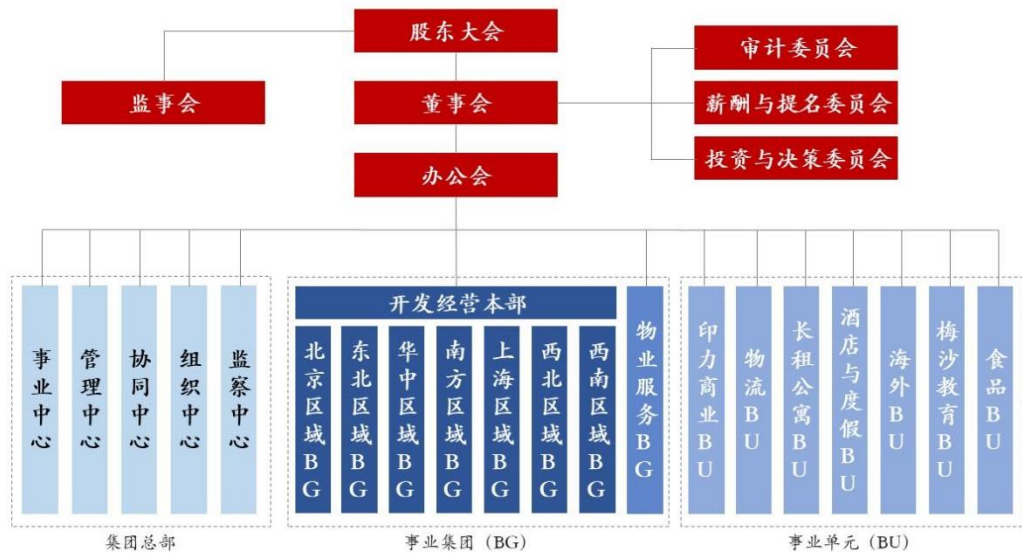 股东大会
监事会
董事会
办公会
审计委员会
薪酬与提名委员会
投资与决策委员会
事业中心
管理中心
协同中心
组织中心
监察中心
集团总部
开发经营本部
北京区域BG
东北区域BG
华中区域BG
南方区域BG
上海区域BG
西北区域BG
西南区域BG
物业服务BG
事业集团（BG）
印力商业BU
物流BU
长租公寓BU
酒店与度假BU
海外BU
梅沙教育BU
食品BU
事业单元（BU）